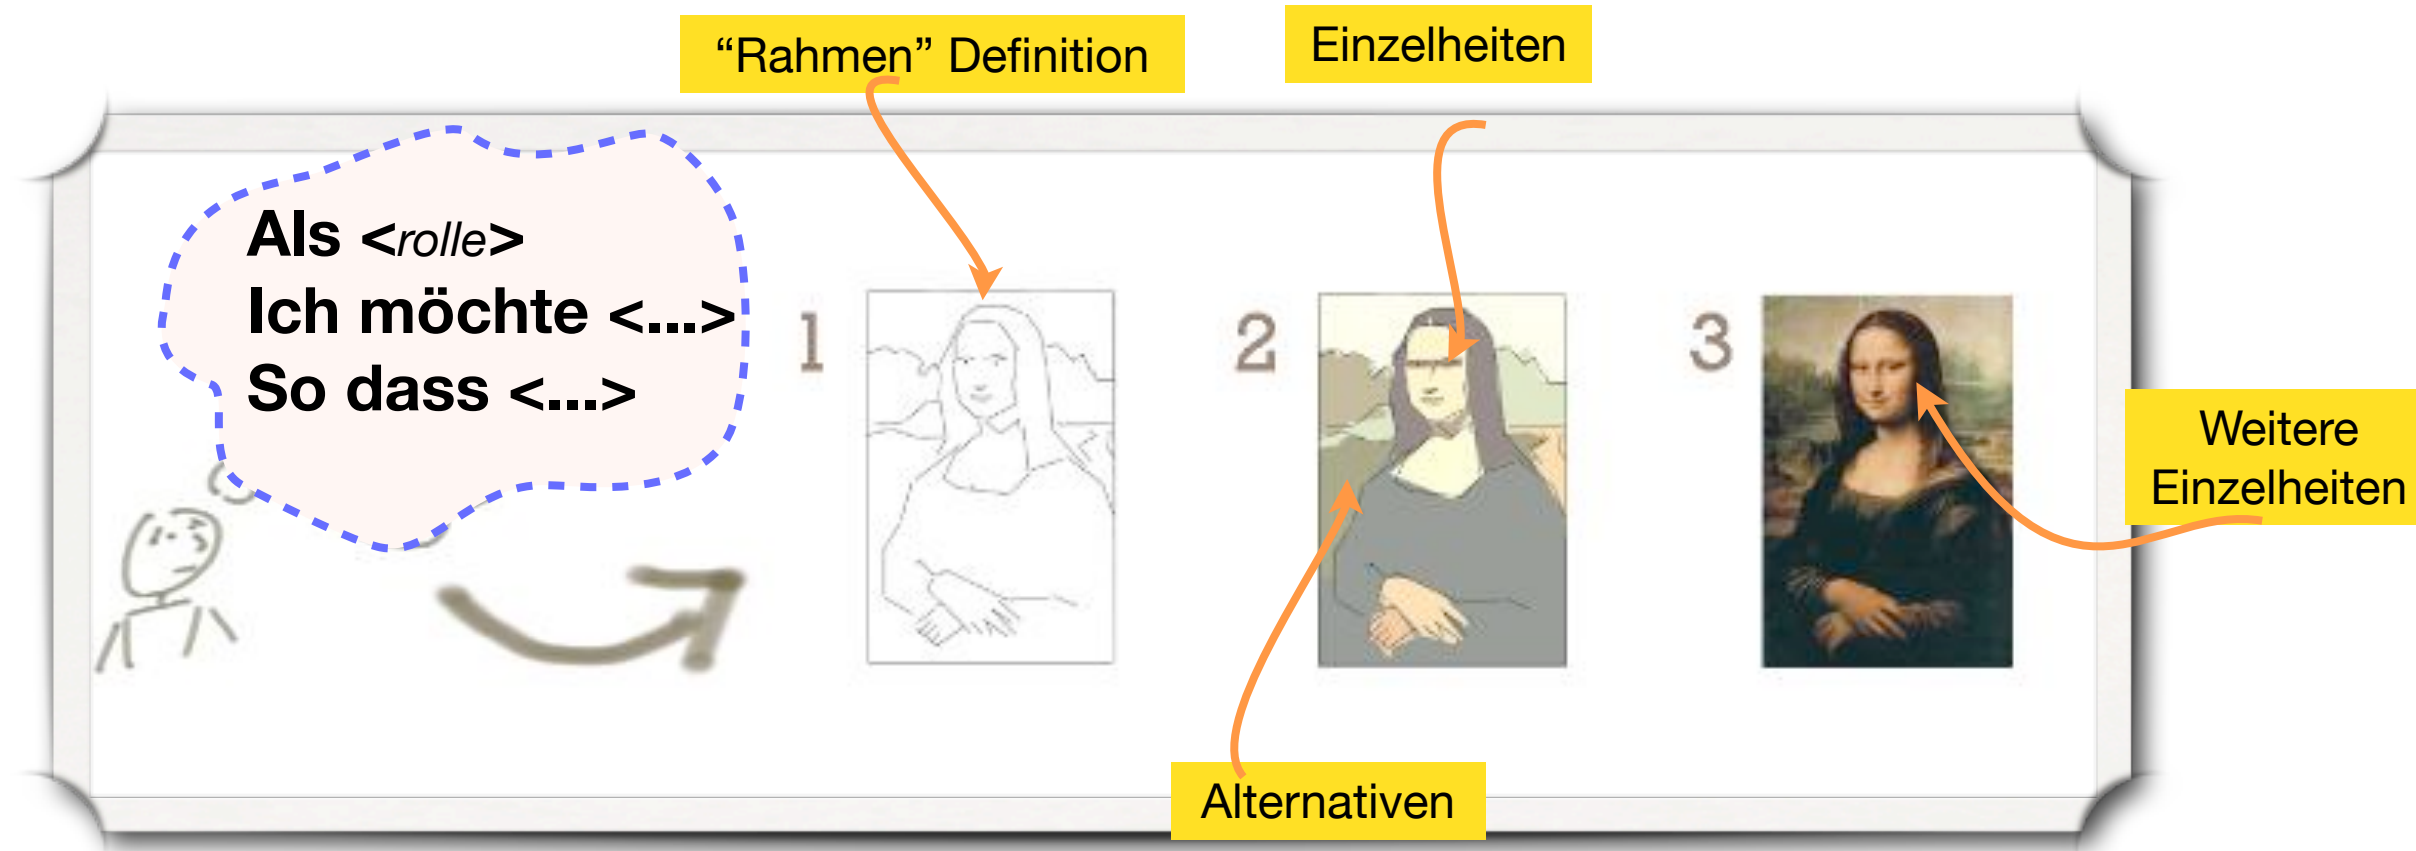 “Rahmen” Definition
Einzelheiten
Als <rolle>
Ich möchte <...>
So dass <...>
1
2
3
Weitere
Einzelheiten
Alternativen